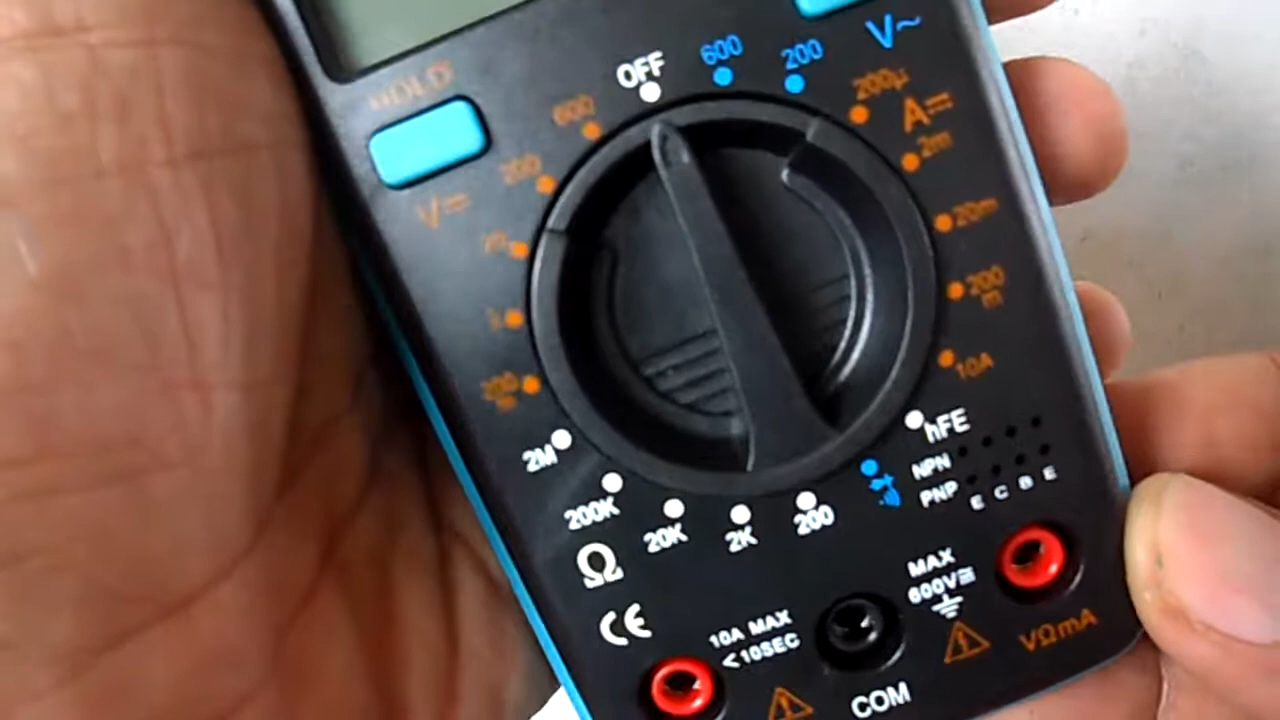 HOLD
OFF
600
200
V~
200µ
A⎓
2m
20m
200
m
10A
600
200
V⎓
200
m
2M
200K
20K
2K
200
Ω
hFE
NPN
PNP
E C B E
CE
10A MAX
<10SEC
MAX
600V≅
COM
VΩmA